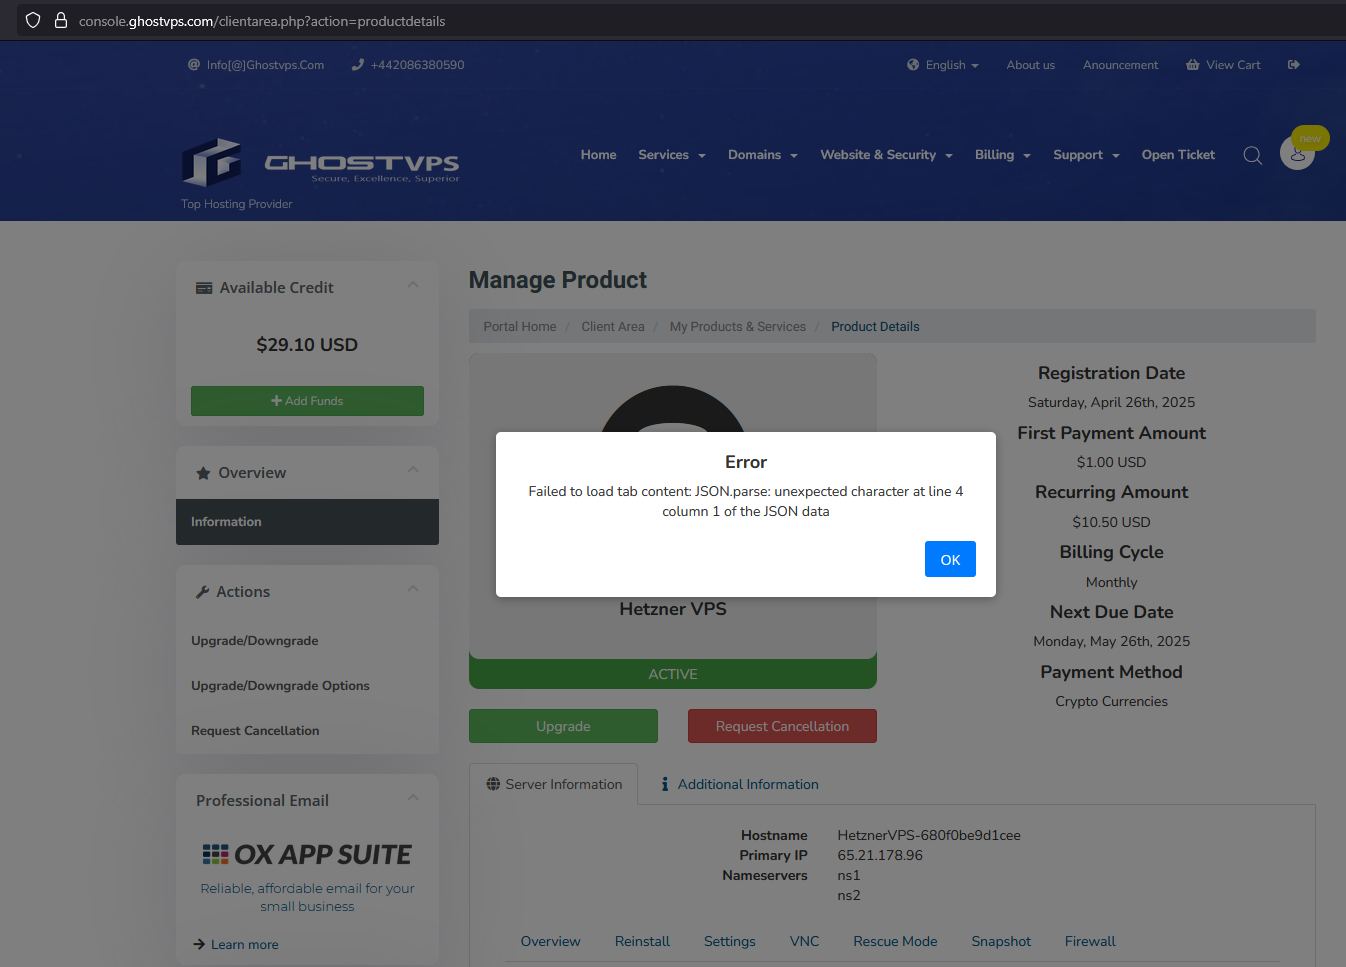 console.ghostvps.com/clientarea.php?action=productdetails
Info[@]Ghostvps.Com
+442086380590
English
About us
Anouncement
View Cart
GHOSTVPS
Secure, Excellence, Superior
Top Hosting Provider
Home
Services
Domains
Website & Security
Billing
Support
Open Ticket
new
Available Credit
$29.10 USD
Add Funds
Overview
Information
Actions
Upgrade/Downgrade
Upgrade/Downgrade Options
Request Cancellation
Professional Email
OX APP SUITE
Reliable, affordable email for your
small business
Learn more
Manage Product
Portal Home / Client Area / My Products & Services / Product Details
Error
Failed to load tab content: JSON.parse: unexpected character at line 4
column 1 of the JSON data
OK
Hetzner VPS
ACTIVE
Upgrade
Request Cancellation
Registration Date
Saturday, April 26th, 2025
First Payment Amount
$1.00 USD
Recurring Amount
$10.50 USD
Billing Cycle
Monthly
Next Due Date
Monday, May 26th, 2025
Payment Method
Crypto Currencies
Server Information
Additional Information
Hostname HetznerVPS-680f0be9d1cee
Primary IP 65.21.178.96
Nameservers ns1
ns2
Overview
Reinstall
Settings
VNC
Rescue Mode
Snapshot
Firewall